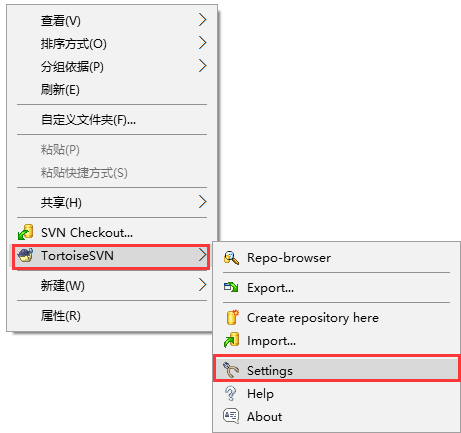 查看(V)
排序方式(O)
分组依据(P)
刷新(E)
自定义文件夹(F)...
粘贴(P)
粘贴快捷方式(S)
共享(H)
SVN Checkout...
TortoiseSVN
新建(W)
属性(R)
Repo-browser
Export...
Create repository here
Import...
Settings
Help
About